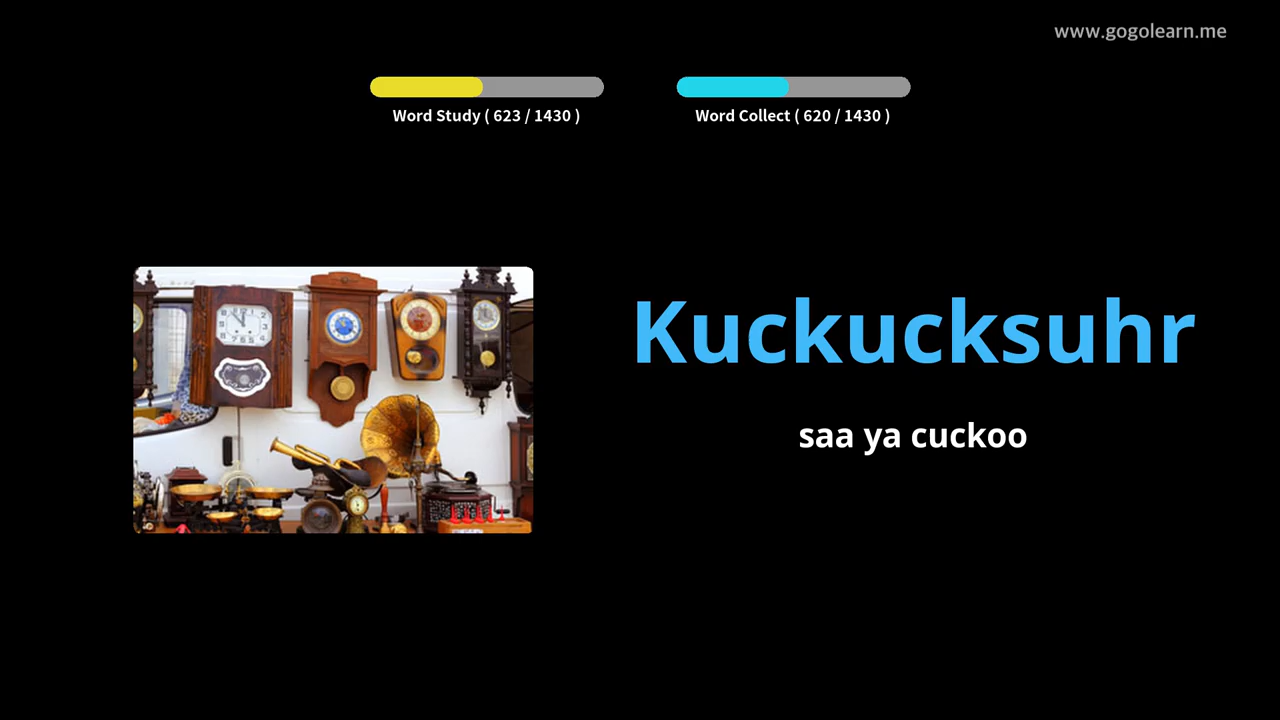 www.gogolearn.me
Word Study ( 623 / 1430 )
Word Collect ( 620 / 1430 )
Kuckucksuhr
saa ya cuckoo